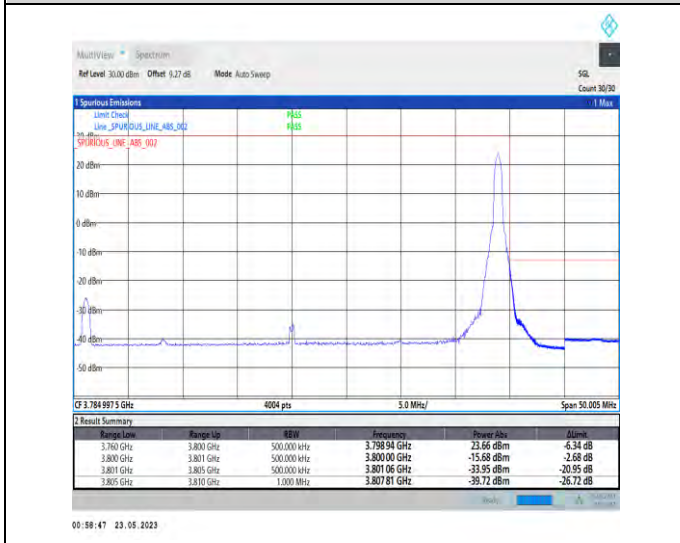 MultiView Spectrum
Ref Level 30.00 dBm Offset 9.27 dB Mode Auto Sweep SGL
Count 30/30
1 Spurious Emissions 1 Max
Limit Check PASS
Line _SPURIOUS_LINE_ABS_002 PASS
30 dBm
_SPURIOUS_LINE_ABS_002
20 dBm
10 dBm
0 dBm
-10 dBm
-20 dBm
-30 dBm
-40 dBm
-50 dBm
CF 3.784 997 5 GHz 4004 pts 5.0 MHz/ Span 50.005 MHz
2 Result Summary
Range Low Range Up RBW Frequency Power Abs ΔLimit
3.760 GHz 3.800 GHz 500.000 kHz 3.798 94 GHz 23.66 dBm -6.34 dB
3.800 GHz 3.801 GHz 500.000 kHz 3.800 00 GHz -15.68 dBm -2.68 dB
3.801 GHz 3.805 GHz 500.000 kHz 3.801 06 GHz -33.95 dBm -20.95 dB
3.805 GHz 3.810 GHz 1.000 MHz 3.807 81 GHz -39.72 dBm -26.72 dB
Ready
00:58:47 23.05.2023